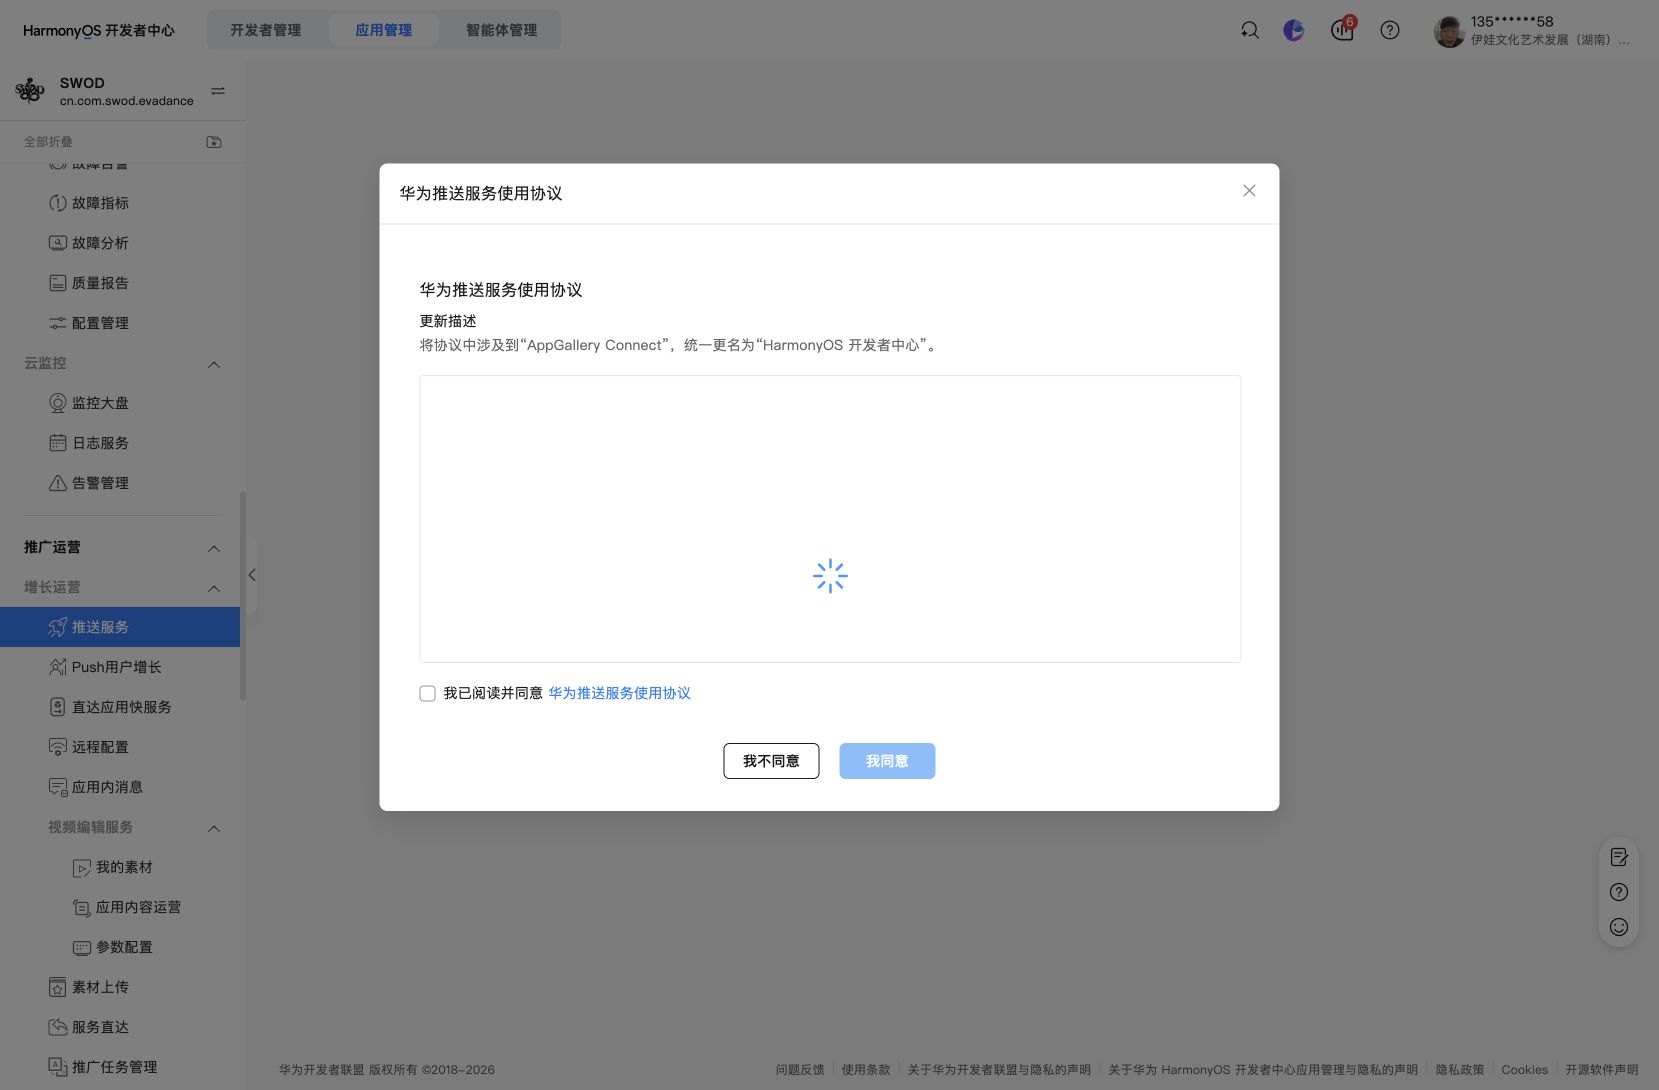 HarmonyOS 开发者中心
开发者管理
应用管理
智能体管理
6
135******58
伊娃文化艺术发展（湖南）...
SWOD
cn.com.swod.evadance
全部折叠
故障告警
故障指标
故障分析
质量报告
配置管理
云监控
监控大盘
日志服务
告警管理
推广运营
增长运营
推送服务
Push用户增长
直达应用快服务
远程配置
应用内消息
视频编辑服务
我的素材
应用内容运营
参数配置
素材上传
服务直达
推广任务管理
华为推送服务使用协议
华为推送服务使用协议
更新描述
将协议中涉及到“AppGallery Connect”，统一更名为“HarmonyOS 开发者中心”。
我已阅读并同意 华为推送服务使用协议
我不同意
我同意
华为开发者联盟 版权所有 ©2018-2026
问题反馈
使用条款
关于华为开发者联盟与隐私的声明
关于华为 HarmonyOS 开发者中心应用管理与隐私的声明
隐私政策
Cookies
开源软件声明